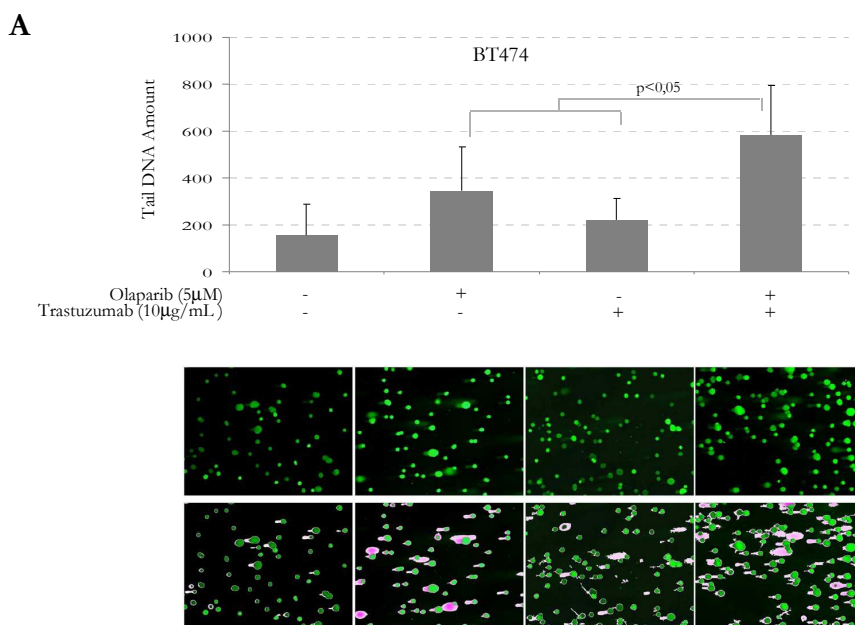 A
1000
BT474
800
p<0,05
600
400
200
0
Tail DNA Amount
Olaparib (5µM) - + - +
Trastuzumab (10µg/mL ) - - + +